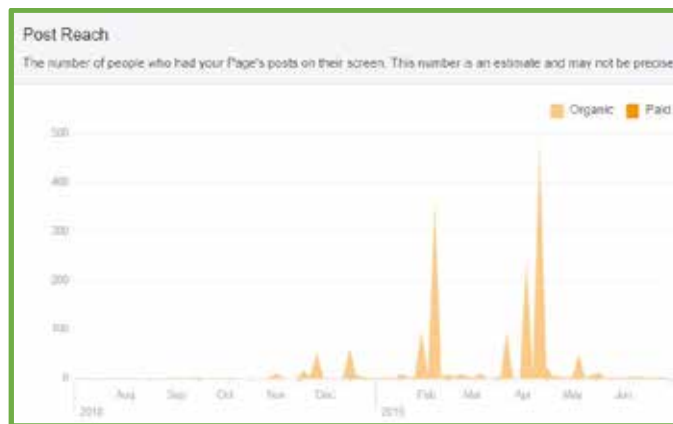 Post Reach
The number of people who had your Page's posts on their screen. This number is an estimate and may not be precise
Organic Paid
500
400
300
200
100
0
Aug Sep Oct Nov Dec Feb Mar Apr May Jun
2018 2019